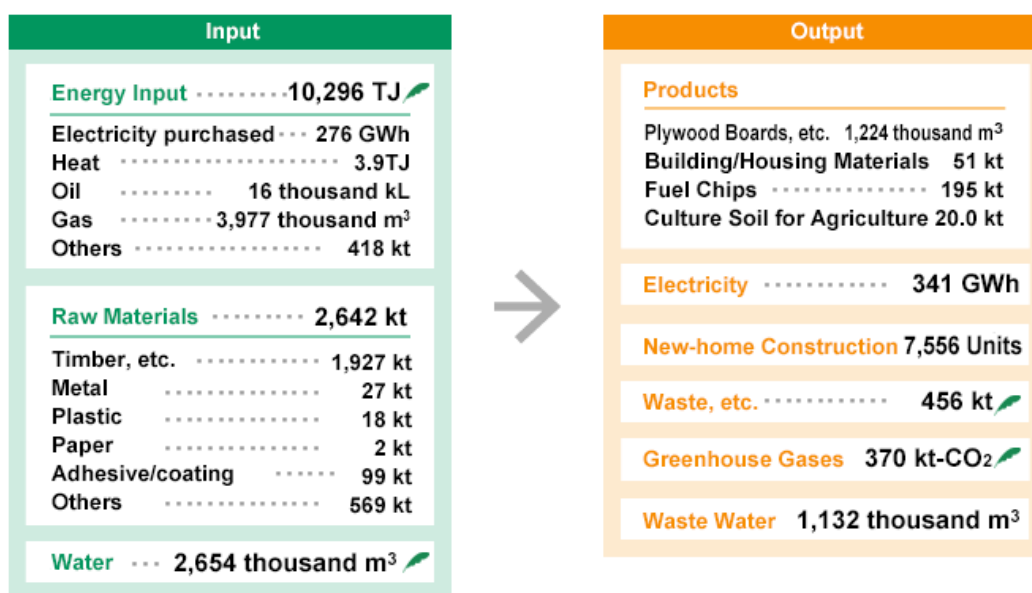 Input
Energy Input ·········10,296 TJ
Electricity purchased··· 276 GWh
Heat ·················· 3.9TJ
Oil ········· 16 thousand kL
Gas ········· 3,977 thousand m³
Others ·················· 418 kt
Raw Materials ········· 2,642 kt
Timber, etc. ············ 1,927 kt
Metal ··············· 27 kt
Plastic ··············· 18 kt
Paper ··············· 2 kt
Adhesive/coating ······ 99 kt
Others ··············· 569 kt
Water ··· 2,654 thousand m³
Output
Products
Plywood Boards, etc. 1,224 thousand m³
Building/Housing Materials 51 kt
Fuel Chips ··············· 195 kt
Culture Soil for Agriculture 20.0 kt
Electricity ············ 341 GWh
New-home Construction 7,556 Units
Waste, etc. ············ 456 kt
Greenhouse Gases 370 kt-CO₂
Waste Water 1,132 thousand m³